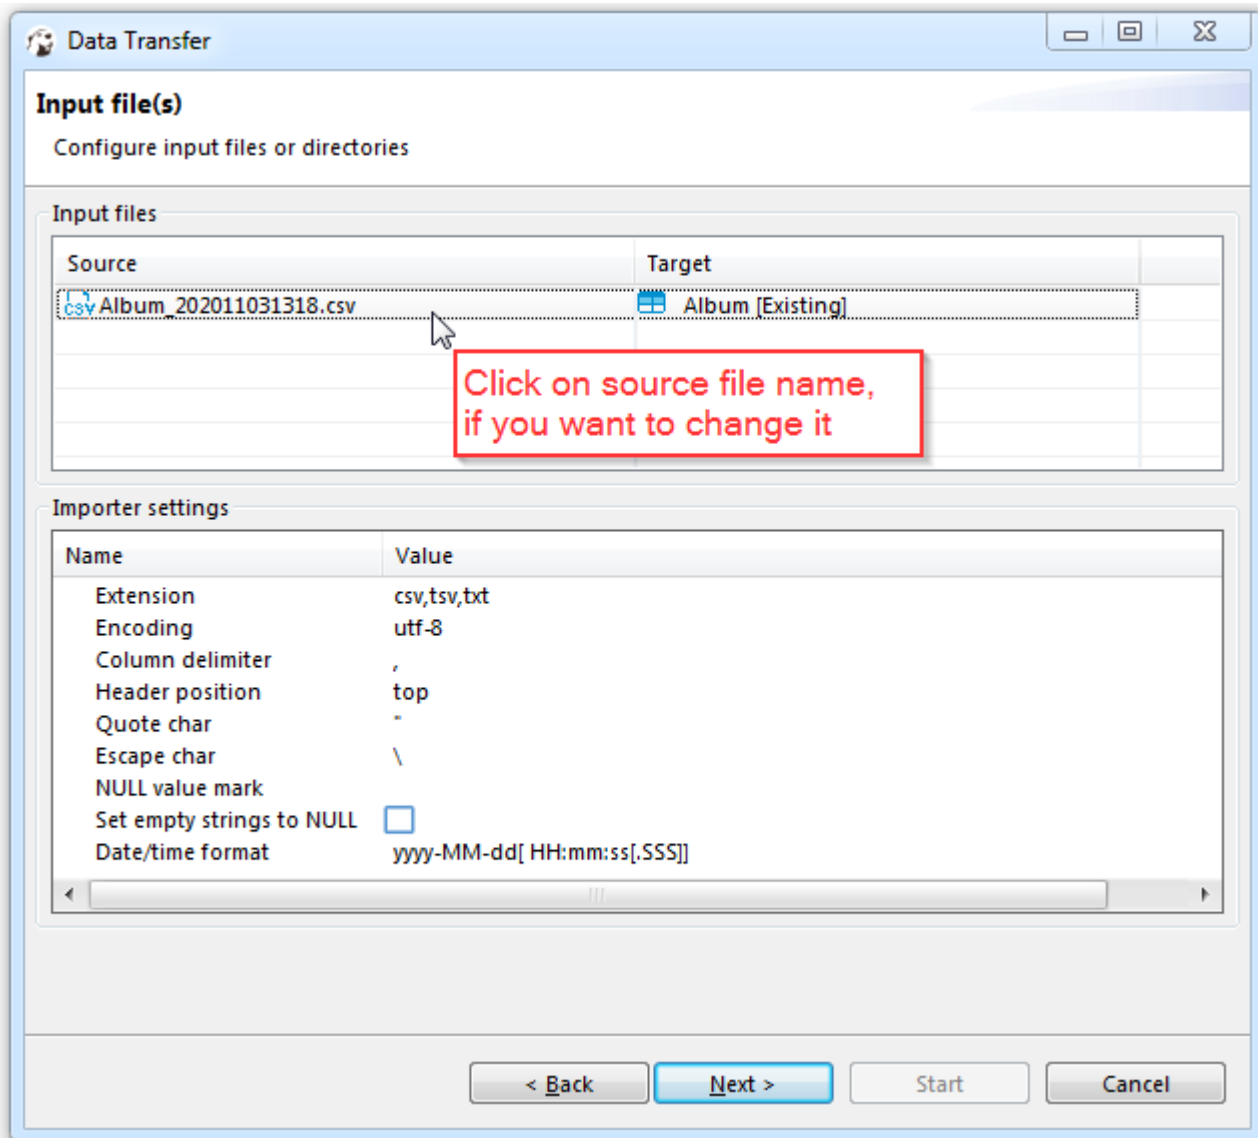 Data Transfer
Input file(s)
Configure input files or directories
Input files
Source Target
Album_202011031318.csv Album [Existing]
Click on source file name,
if you want to change it
Importer settings
Name Value
Extension csv,tsv,txt
Encoding utf-8
Column delimiter ,
Header position top
Quote char "
Escape char \
NULL value mark
Set empty strings to NULL
Date/time format yyyy-MM-dd[ HH:mm:ss[.SSS]]
< Back Next > Start Cancel